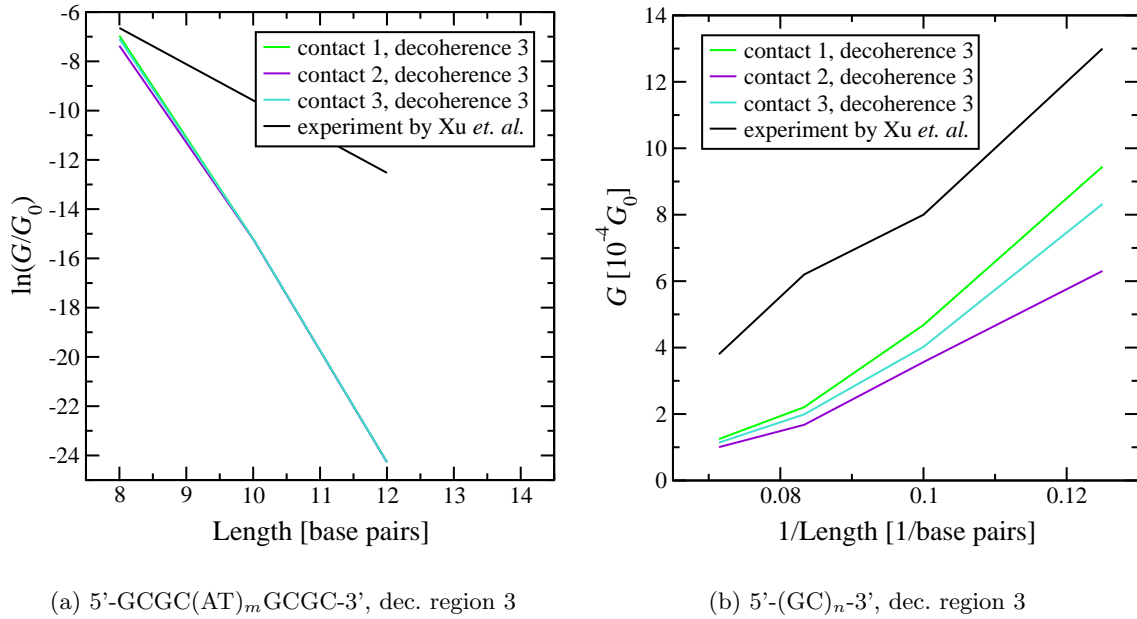 -6
-8
-10
-12
-14
-16
-18
-20
-22
-24
ln(G/G0)
contact 1, decoherence 3
contact 2, decoherence 3
contact 3, decoherence 3
experiment by Xu et. al.
8 9 10 11 12 13 14
Length [base pairs]
(a) 5’-GCGC(AT)mGCGC-3’, dec. region 3
14
12
10
8
6
4
2
0
G [10-4G0]
contact 1, decoherence 3
contact 2, decoherence 3
contact 3, decoherence 3
experiment by Xu et. al.
0.08 0.1 0.12
1/Length [1/base pairs]
(b) 5’-(GC)n-3’, dec. region 3